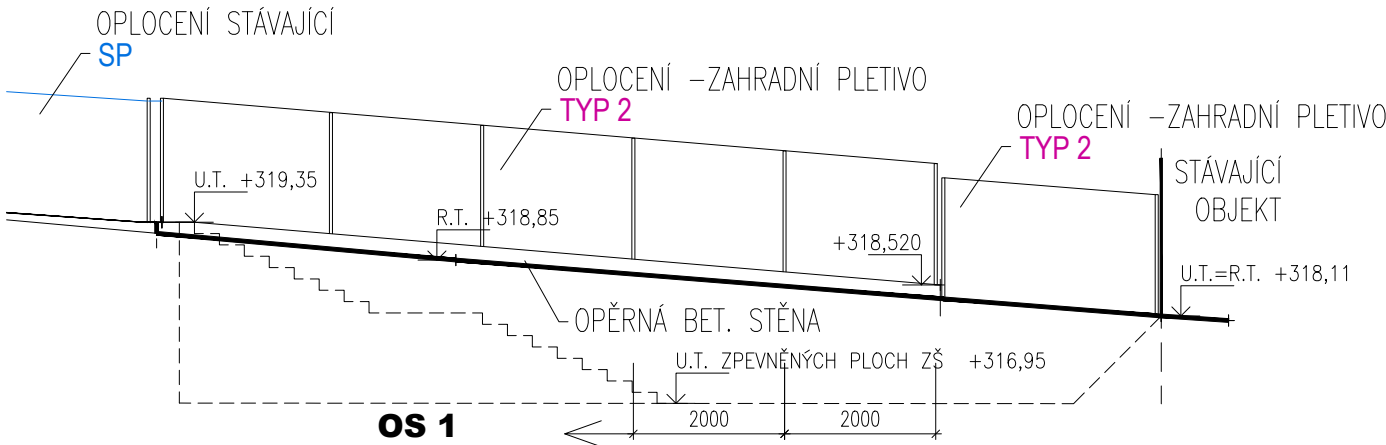 OPLOCENÍ STÁVAJÍCÍ
SP
OPLOCENÍ –ZAHRADNÍ PLETIVO
TYP 2
OPLOCENÍ –ZAHRADNÍ PLETIVO
TYP 2
STÁVAJÍCÍ
OBJEKT
U.T. +319,35
R.T. +318,85
+318,520
U.T.=R.T. +318,11
OPĚRNÁ BET. STĚNA
U.T. ZPEVNĚNÝCH PLOCH ZŠ +316,95
OS 1
2000
2000